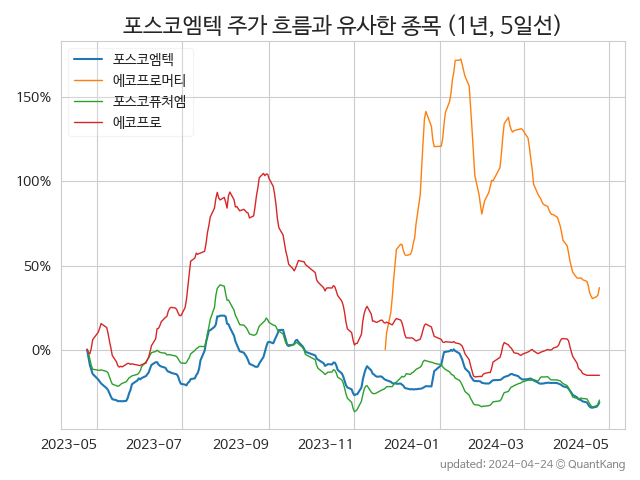 포스코엠텍 주가 흐름과 유사한 종목 (1년, 5일선)
포스코엠텍
에코프로머티
포스코퓨처엠
에코프로
150%
100%
50%
0%
2023-05 2023-07 2023-09 2023-11 2024-01 2024-03 2024-05
updated: 2024-04-24 © QuantKang